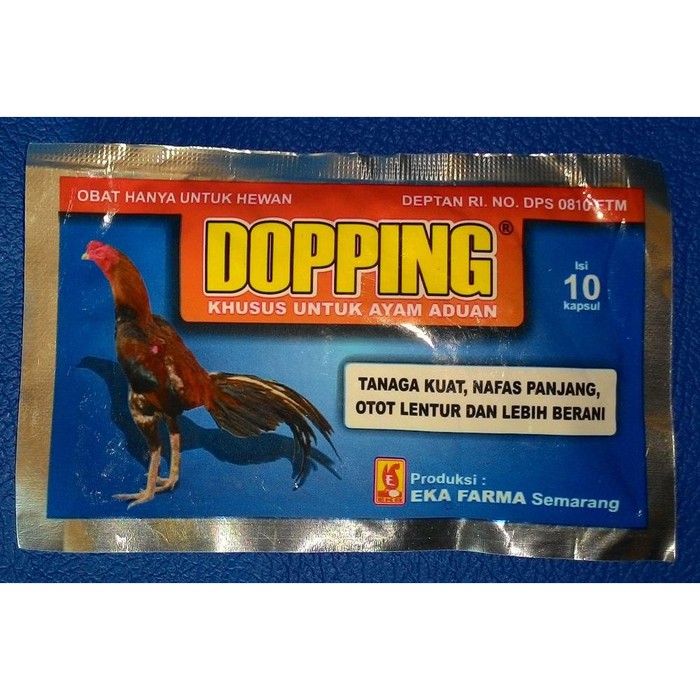 OBAT HANYA UNTUK HEWAN
DEPTAN RI. NO. DPS 0810 FTM
DOPPING®
KHUSUS UNTUK AYAM ADUAN
Isi
10
kapsul
TANAGA KUAT, NAFAS PANJANG,
OTOT LENTUR DAN LEBIH BERANI
Produksi :
EKA FARMA Semarang